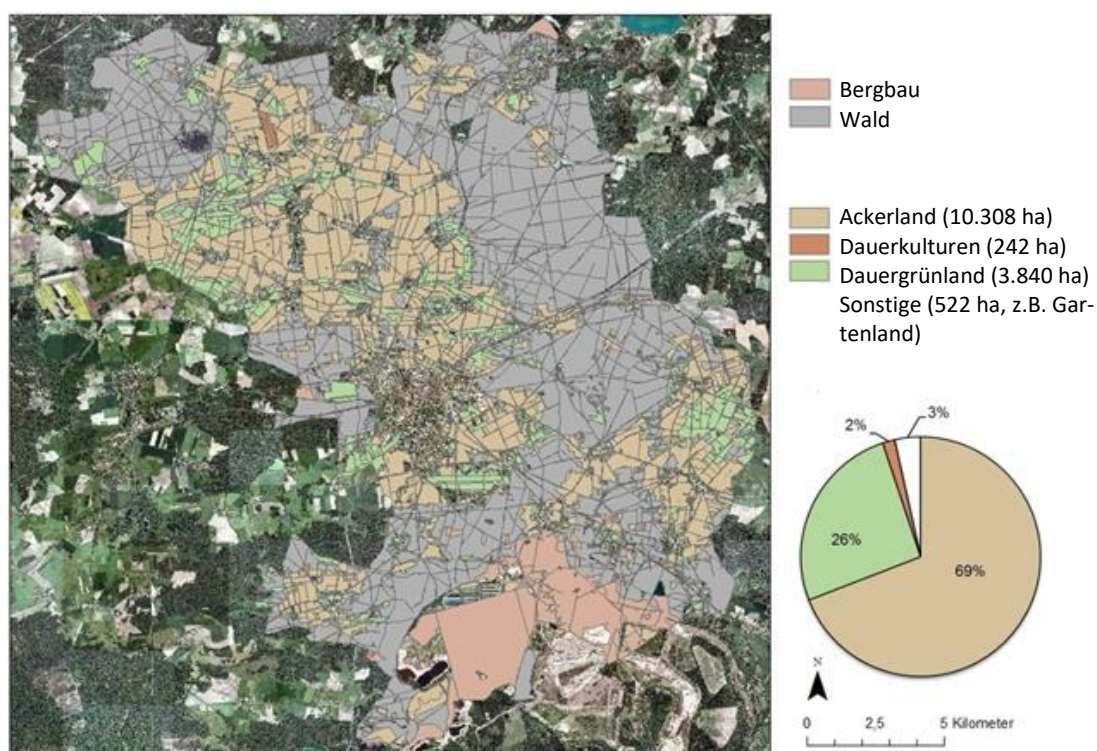 Bergbau
Wald
Ackerland (10.308 ha)
Dauerkulturen (242 ha)
Dauergrünland (3.840 ha)
Sonstige (522 ha, z.B. Gar-
tenland)
3%
2%
26%
69%
N
0 2,5 5 Kilometer